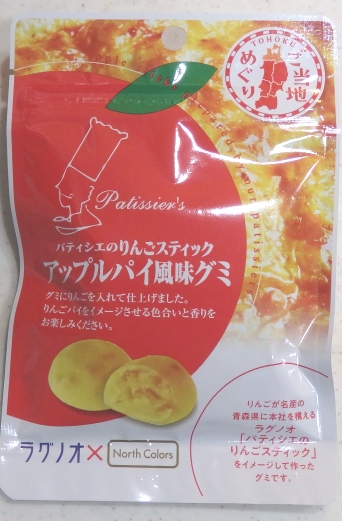 TOHOKU
ご当地
めぐり
Patissier's
パティシエのりんごスティック
アップルパイ風味グミ
グミにりんごを入れて仕上げました。
りんごパイをイメージさせる色合いと香りを
お楽しみください。
りんごが名産の
青森県に本社を構える
ラグノオ
「パティシエの
りんごスティック」
をイメージして作った
グミです。
ラグノオ×North Colors